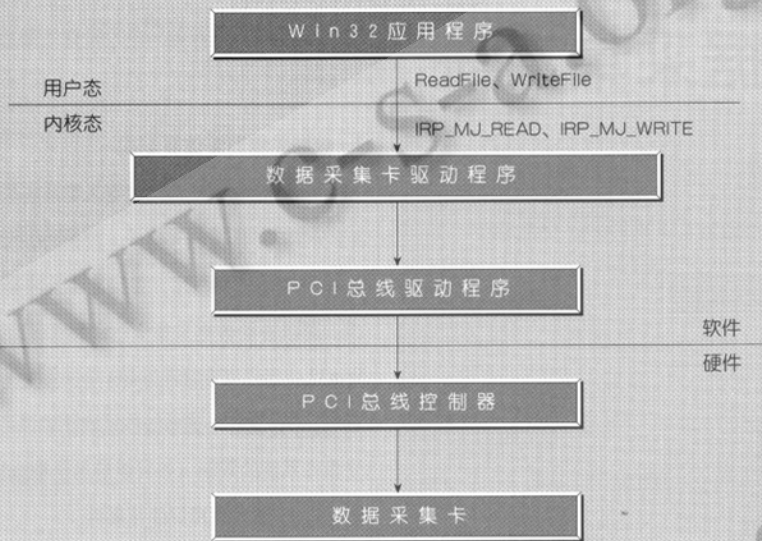 Win32应用程序
用户态
ReadFile、WriteFile
内核态
IRP_MJ_READ、IRP_MJ_WRITE
数据采集卡驱动程序
PCI总线驱动程序
软件
硬件
PCI总线控制器
数据采集卡
www.c-s-a.org